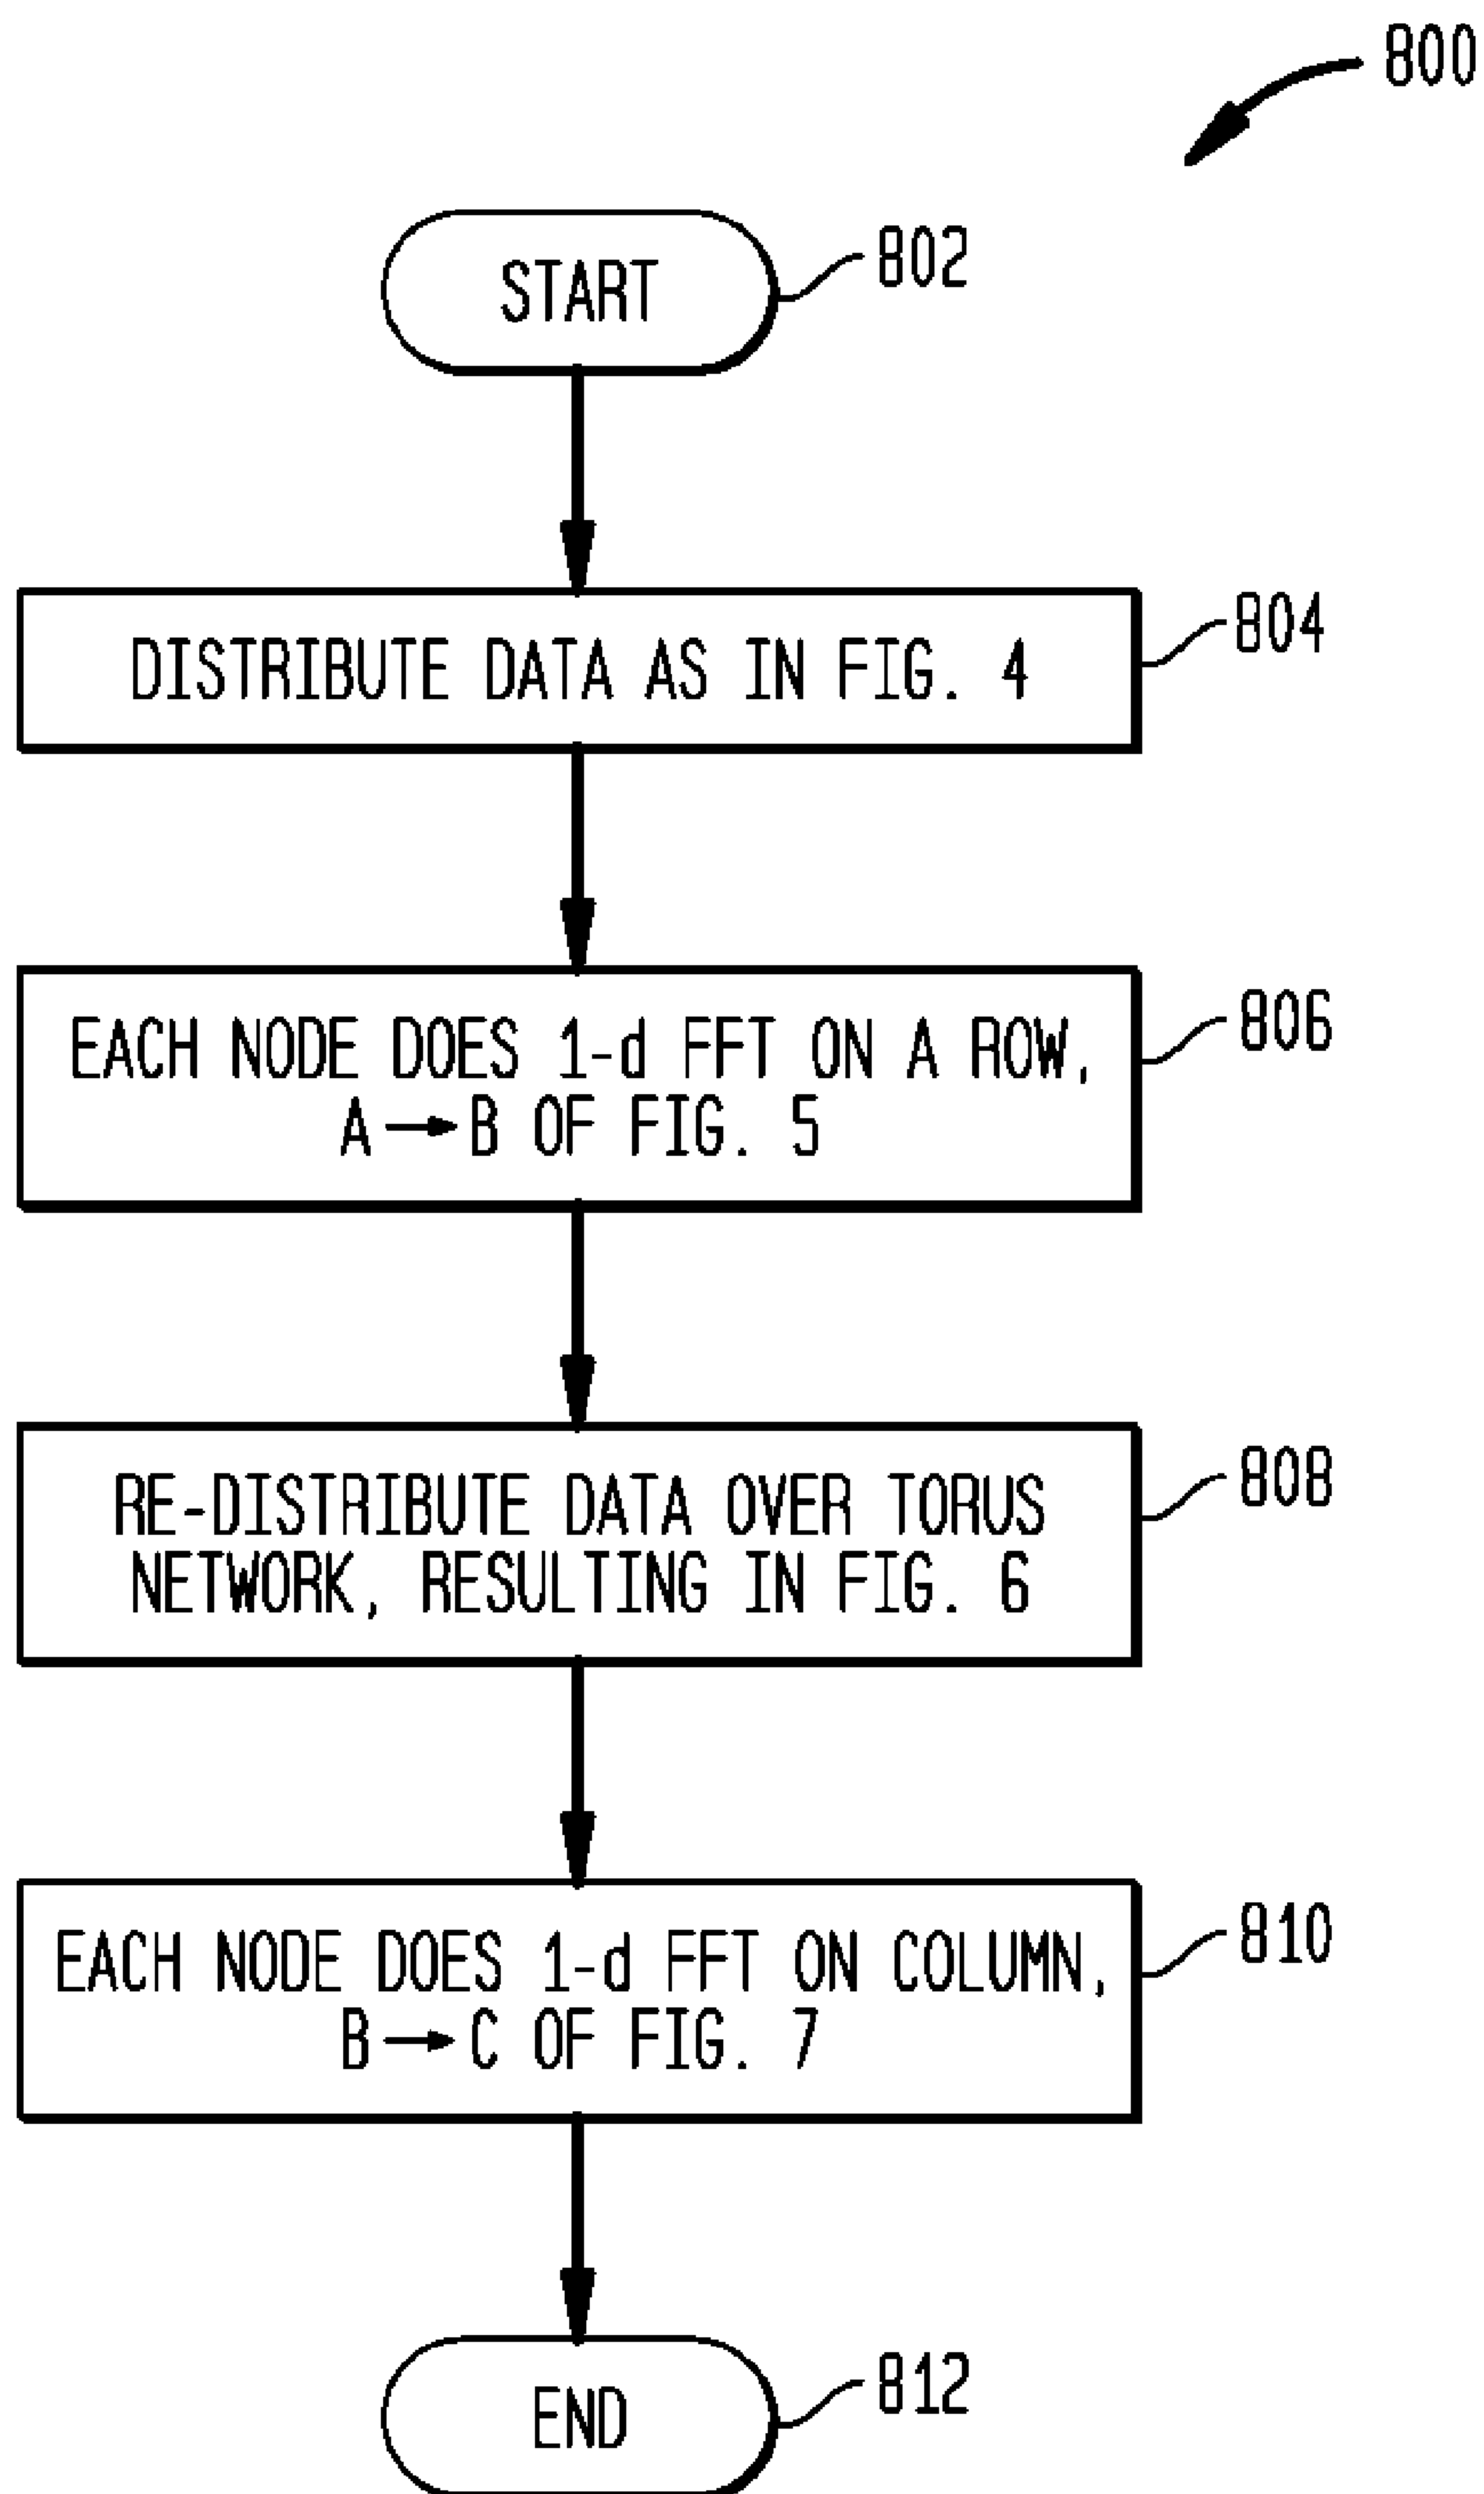 800
START
802
DISTRIBUTE DATA AS IN FIG. 4
804
EACH NODE DOES 1-d FFT ON A ROW,
A→B OF FIG. 5
806
RE-DISTRIBUTE DATA OVER TORUS
NETWORK, RESULTING IN FIG. 6
808
EACH NODE DOES 1-d FFT ON COLUMN,
B→C OF FIG. 7
810
END
812